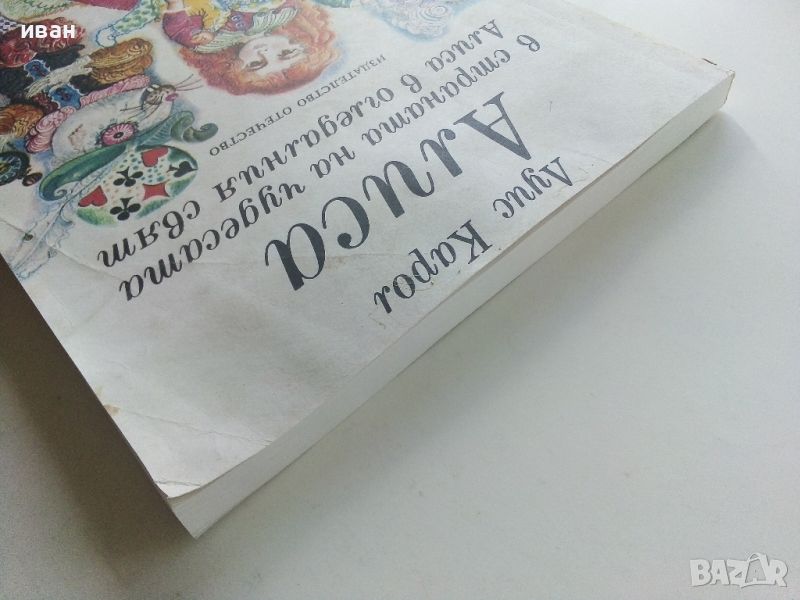 Луис Карол
Алиса
в страната на чудесата
Алиса в огледалния свят
ИЗДАТЕЛСТВО ОТЕЧЕСТВО
иван
BAZAR